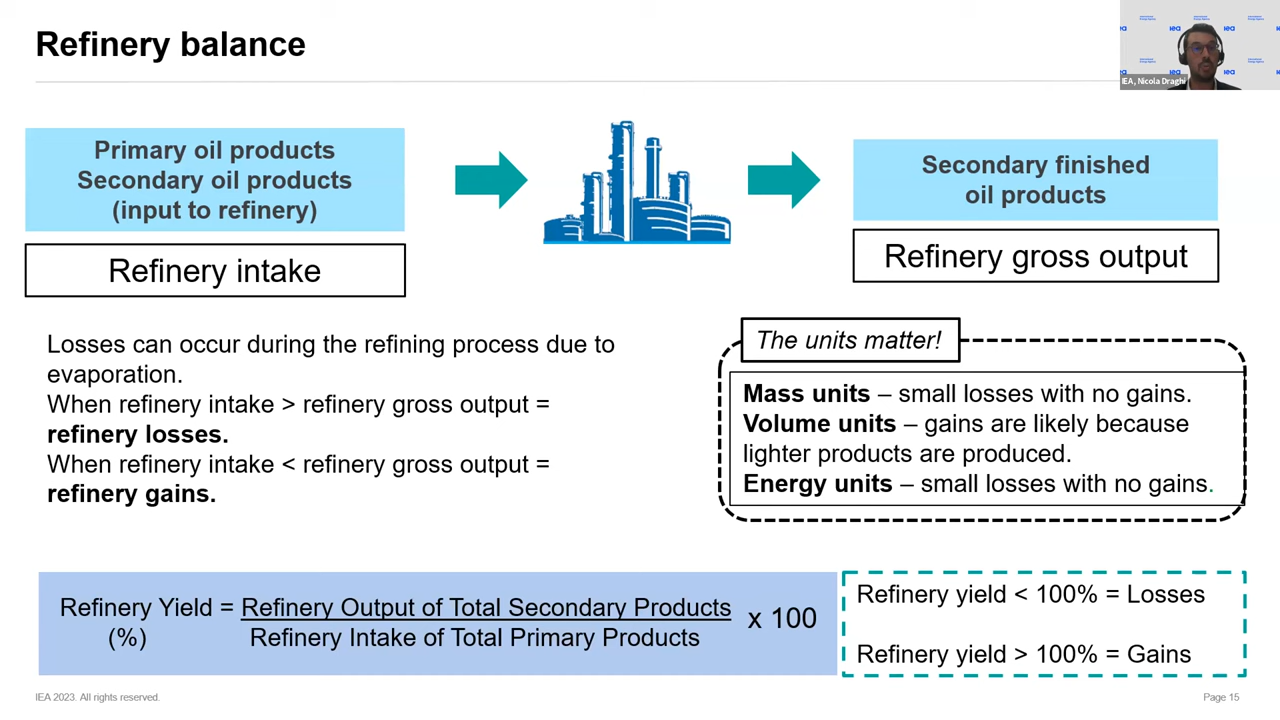 Refinery balance
iea
iea
iea
iea
iea
IEA, Nicola Draghi
Primary oil products
Secondary oil products
(input to refinery)
Refinery intake
Secondary finished
oil products
Refinery gross output
Losses can occur during the refining process due to
evaporation.
When refinery intake > refinery gross output =
refinery losses.
When refinery intake < refinery gross output =
refinery gains.
The units matter!
Mass units – small losses with no gains.
Volume units – gains are likely because
lighter products are produced.
Energy units – small losses with no gains.
Refinery Yield = Refinery Output of Total Secondary Products
(%) Refinery Intake of Total Primary Products
x 100
Refinery yield < 100% = Losses
Refinery yield > 100% = Gains
IEA 2023. All rights reserved.
Page 15